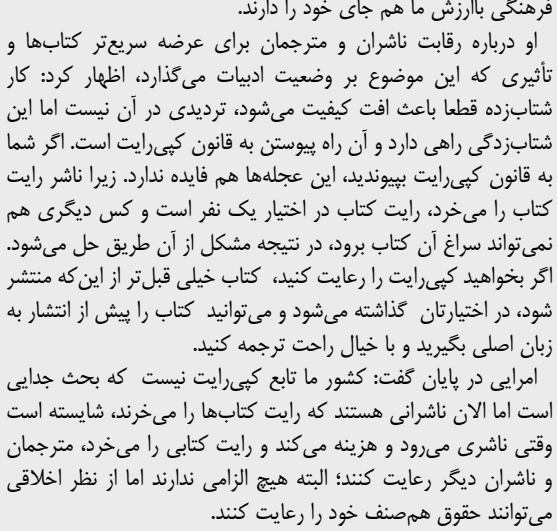 فرهنگی باارزش ما هم جای خود را دارند.
او درباره رقابت ناشران و مترجمان برای عرضه سریع‌تر کتاب‌ها و
تأثیری که این موضوع بر وضعیت ادبیات می‌گذارد، اظهار کرد: کار
شتاب‌زده قطعا باعث افت کیفیت می‌شود، تردیدی در آن نیست اما این
شتاب‌زدگی راهی دارد و آن راه پیوستن به قانون کپی‌رایت است. اگر شما
به قانون کپی‌رایت بپیوندید، این عجله‌ها هم فایده ندارد. زیرا ناشر رایت
کتاب را می‌خرد، رایت کتاب در اختیار یک نفر است و کس دیگری هم
نمی‌تواند سراغ آن کتاب برود، در نتیجه مشکل از آن طریق حل می‌شود.
اگر بخواهید کپی‌رایت را رعایت کنید، کتاب خیلی قبل‌تر از این‌که منتشر
شود، در اختیارتان گذاشته می‌شود و می‌توانید کتاب را پیش از انتشار به
زبان اصلی بگیرید و با خیال راحت ترجمه کنید.
امرایی در پایان گفت: کشور ما تابع کپی‌رایت نیست که بحث جدایی
است اما الان ناشرانی هستند که رایت کتاب‌ها را می‌خرند، شایسته است
وقتی ناشری می‌رود و هزینه می‌کند و رایت کتابی را می‌خرد، مترجمان
و ناشران دیگر رعایت کنند؛ البته هیچ الزامی ندارند اما از نظر اخلاقی
می‌توانند حقوق هم‌صنف خود را رعایت کنند.